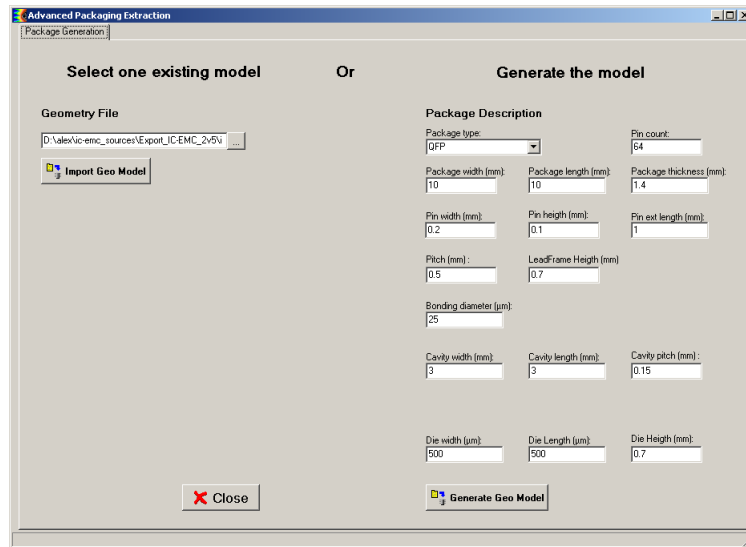 Advanced Packaging Extraction
Package Generation
Select one existing model Or Generate the model
Geometry File
D:\alex\ic-emc_sources\Export_IC-EMC_2v5\i ...
Import Geo Model
Package Description
Package type: Pin count:
QFP 64
Package width (mm): Package length (mm): Package thickness (mm):
10 10 1.4
Pin width (mm): Pin heigth (mm): Pin ext length (mm):
0.2 0.1 1
Pitch (mm) : LeadFrame Heigth (mm)
0.5 0.7
Bonding diameter (µm):
25
Cavity width (mm): Cavity length (mm): Cavity pitch (mm) :
3 3 0.15
Die width (µm): Die Length (µm): Die Heigth (mm):
500 500 0.7
Close Generate Geo Model